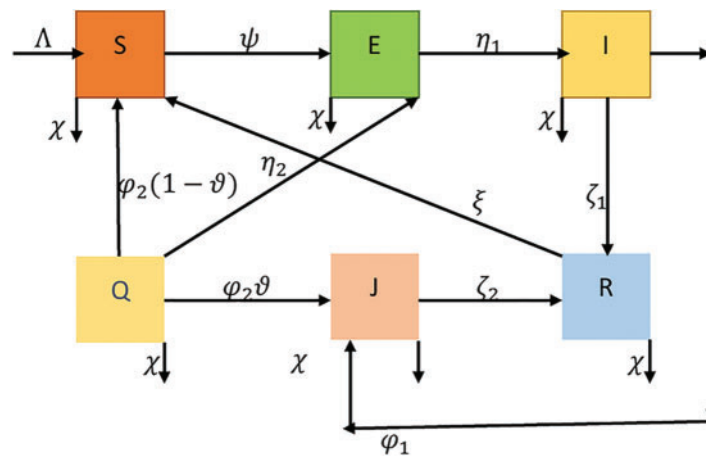 Λ S ψ E η₁ I
χ χ χ
η₂
φ₂(1 − ϑ) ξ ζ₁
Q φ₂ϑ J ζ₂ R
χ χ χ
φ₁